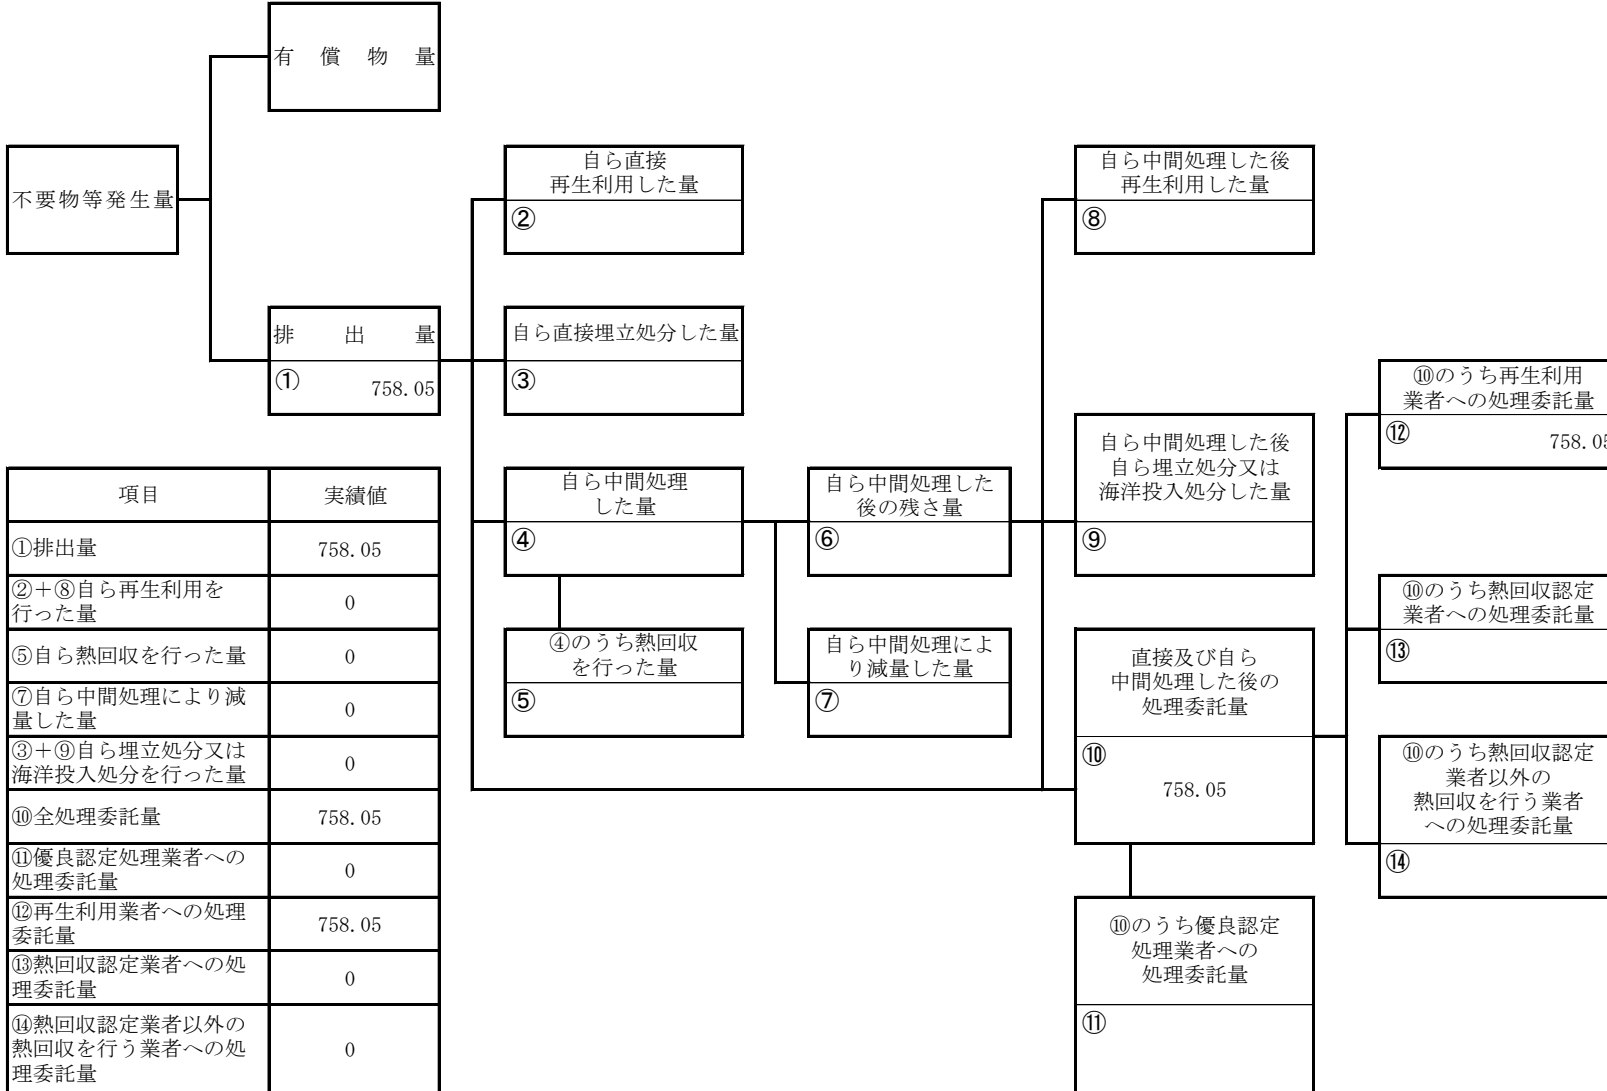 有償物量
不要物等発生量
自ら直接
再生利用した量
②
自ら中間処理した後
再生利用した量
⑧
排出量
① 758.05
自ら直接埋立処分した量
③
⑩のうち再生利用
業者への処理委託量
⑫ 758.05
自ら中間処理
した量
④
自ら中間処理した
後の残さ量
⑥
自ら中間処理した後
自ら埋立処分又は
海洋投入処分した量
⑨
⑩のうち熱回収認定
業者への処理委託量
⑬
④のうち熱回収
を行った量
⑤
自ら中間処理によ
り減量した量
⑦
直接及び自ら
中間処理した後の
処理委託量
⑩
758.05
⑩のうち熱回収認定
業者以外の
熱回収を行う業者
への処理委託量
⑭
⑩のうち優良認定
処理業者への
処理委託量
⑪
項目 実績値
①排出量 758.05
②+⑧自ら再生利用を
行った量 0
⑤自ら熱回収を行った量 0
⑦自ら中間処理により減
量した量 0
③+⑨自ら埋立処分又は
海洋投入処分を行った量 0
⑩全処理委託量 758.05
⑪優良認定処理業者への
処理委託量 0
⑫再生利用業者への処理
委託量 758.05
⑬熱回収認定業者への処
理委託量 0
⑭熱回収認定業者以外の
熱回収を行う業者への処
理委託量 0